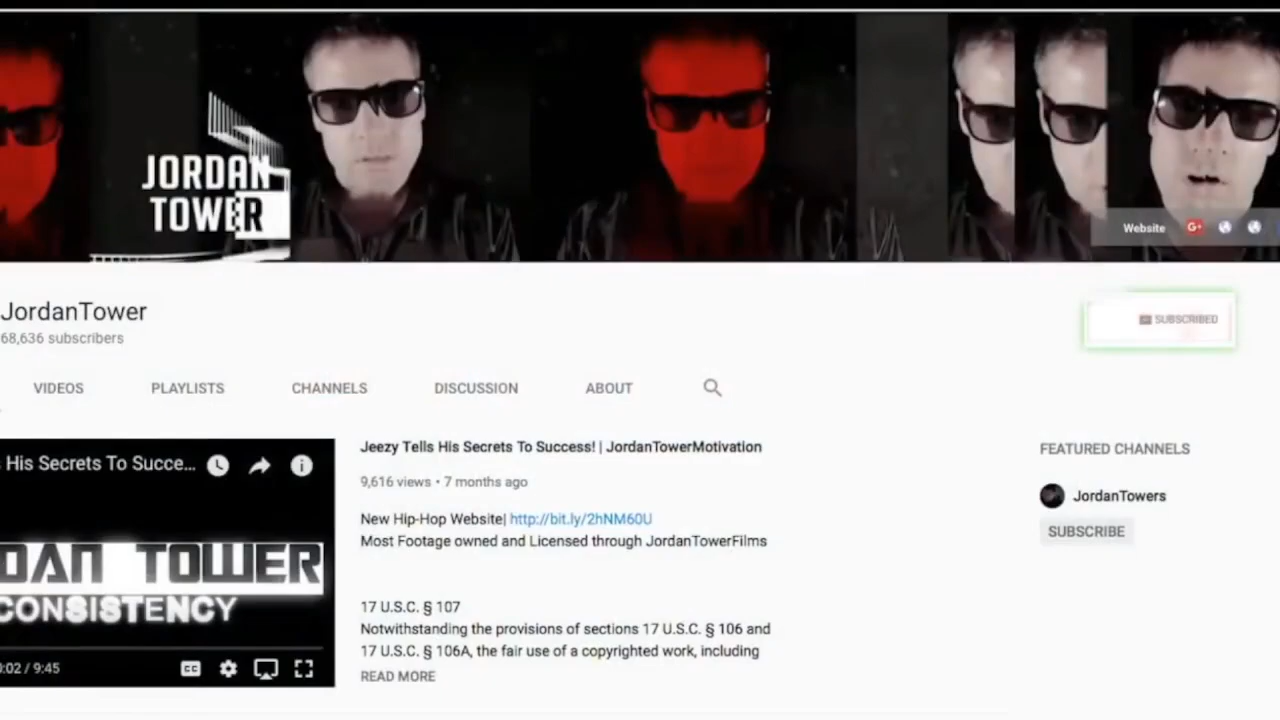 JORDAN
TOWER
Website
G+
JordanTower
68,636 subscribers
SUBSCRIBED
VIDEOS
PLAYLISTS
CHANNELS
DISCUSSION
ABOUT
His Secrets To Succe...
DAN TOWER
CONSISTENCY
0:02 / 9:45
CC
Jeezy Tells His Secrets To Success! | JordanTowerMotivation
9,616 views • 7 months ago
New Hip-Hop Website| http://bit.ly/2hNM60U
Most Footage owned and Licensed through JordanTowerFilms
17 U.S.C. § 107
Notwithstanding the provisions of sections 17 U.S.C. § 106 and
17 U.S.C. § 106A, the fair use of a copyrighted work, including
READ MORE
FEATURED CHANNELS
JordanTowers
SUBSCRIBE